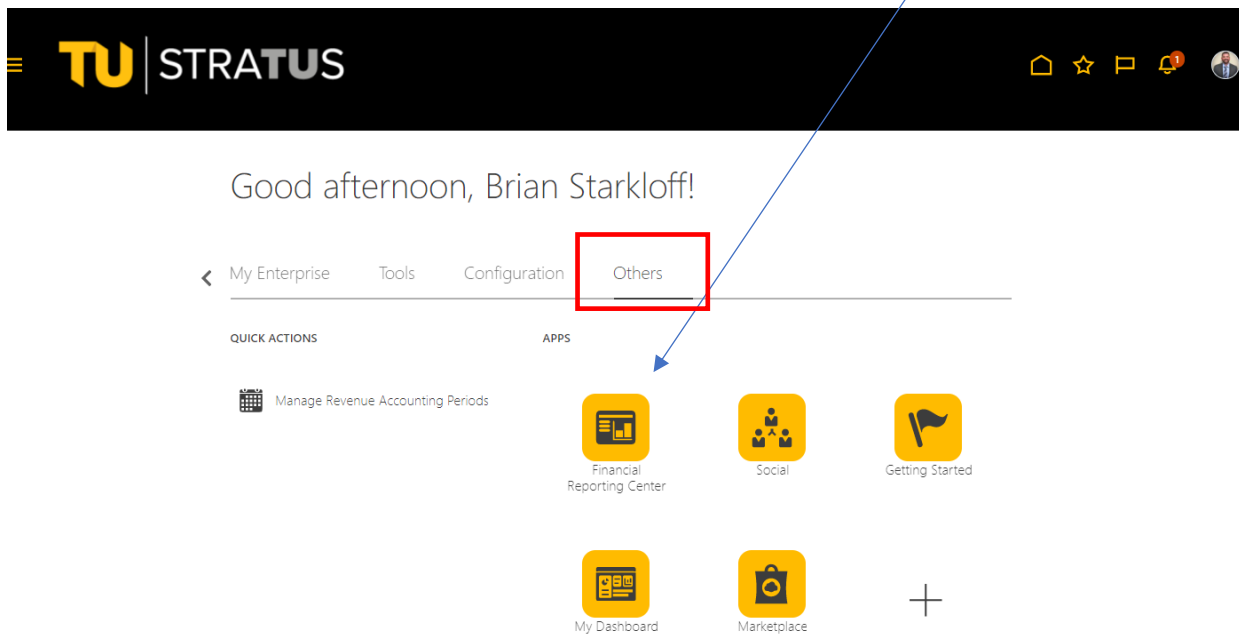 TU STRATUS
1
Good afternoon, Brian Starkloff!
My Enterprise Tools Configuration Others
QUICK ACTIONS APPS
Manage Revenue Accounting Periods
Financial
Reporting Center
Social
Getting Started
My Dashboard
Marketplace